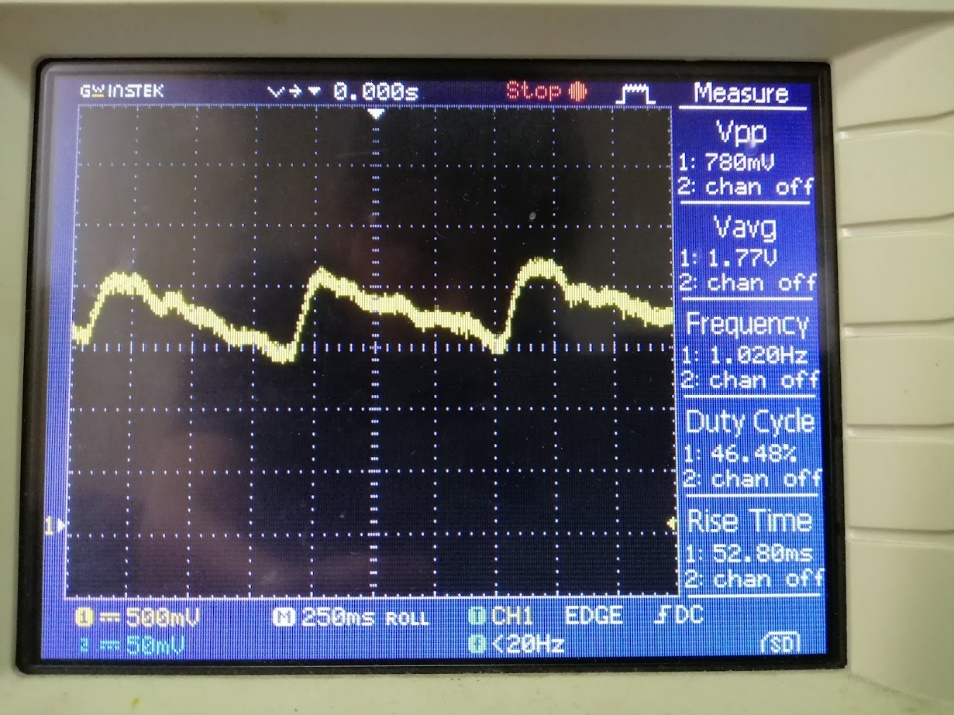 GWINSTEK 0.000s Stop Measure
Vpp
1: 780mV
2: chan off
Vavg
1: 1.77V
2: chan off
Frequency
1: 1.020Hz
2: chan off
Duty Cycle
1: 46.48%
2: chan off
Rise Time
1: 52.80ms
2: chan off
1
1 500mV M 250ms ROLL T CH1 EDGE DC
2 50mV f <20Hz SD